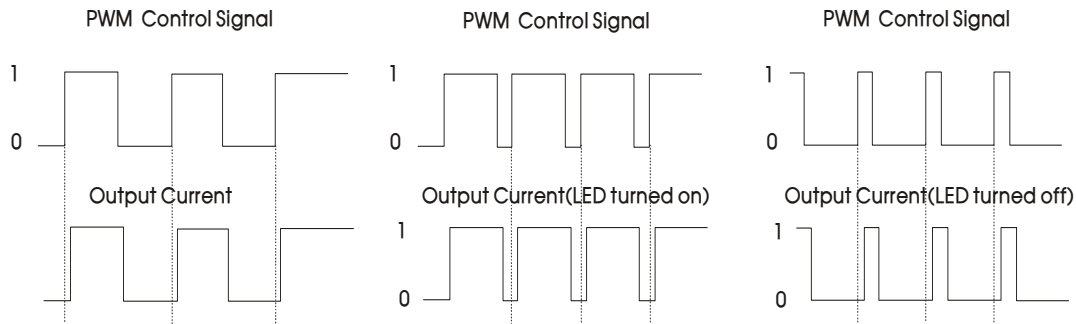 PWM Control Signal
PWM Control Signal
PWM Control Signal
1
1
1
0
0
0
Output Current
Output Current(LED turned on)
Output Current(LED turned off)
1
1
0
0